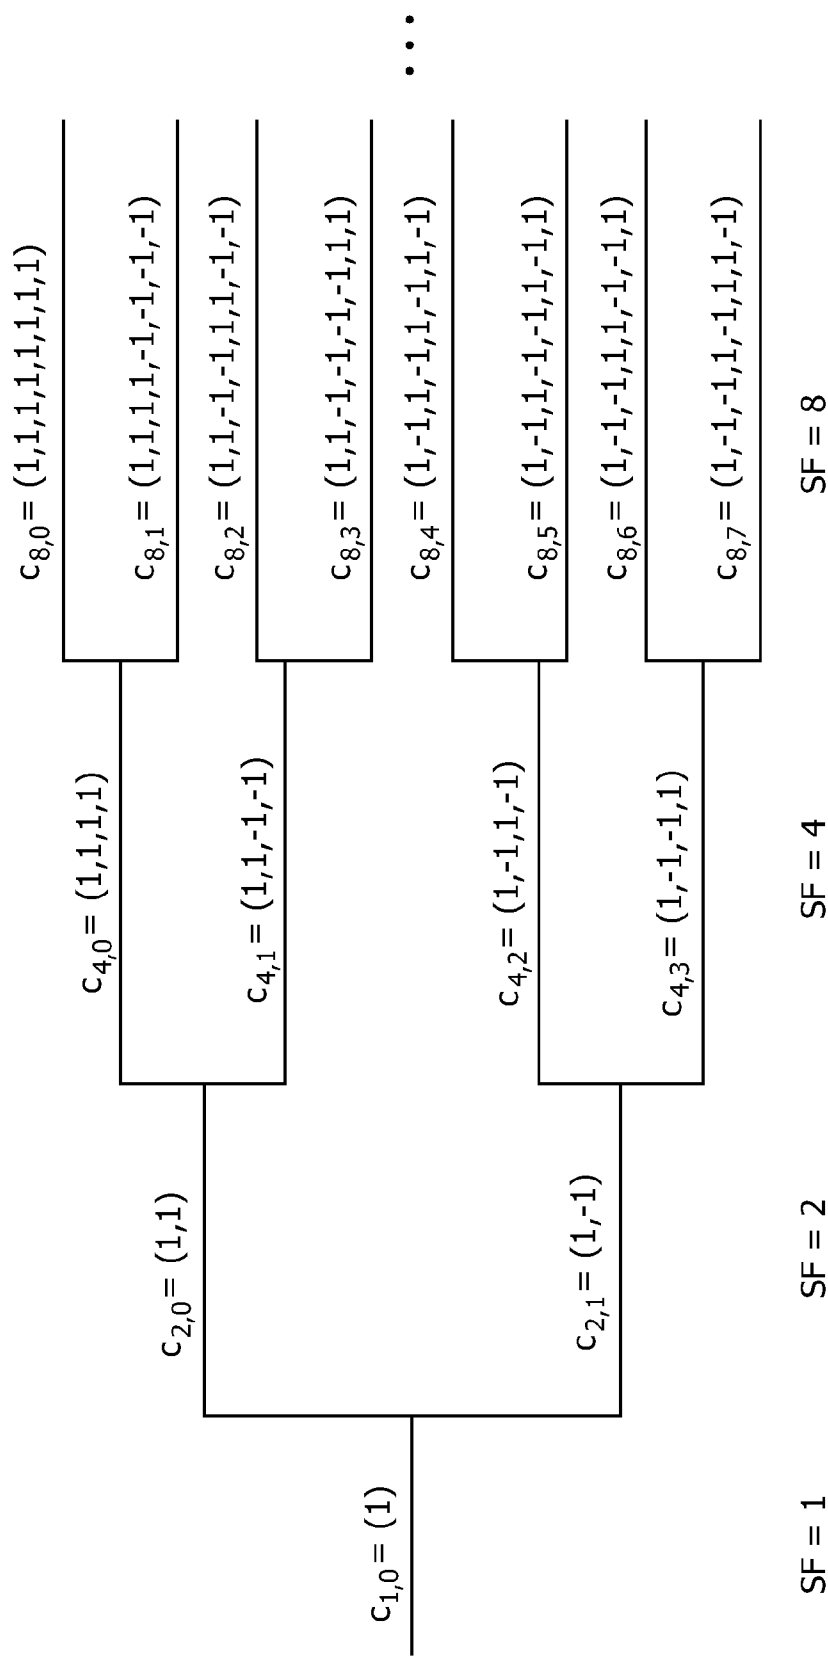 c1,0= (1)
c2,0= (1,1)
c2,1= (1,-1)
c4,0= (1,1,1,1)
c4,1= (1,1,-1,-1)
c4,2= (1,-1,1,-1)
c4,3= (1,-1,-1,1)
c8,0= (1,1,1,1,1,1,1,1)
c8,1= (1,1,1,1,-1,-1,-1,-1)
c8,2= (1,1,-1,-1,1,1,-1,-1)
c8,3= (1,1,-1,-1,-1,-1,1,1)
c8,4= (1,-1,1,-1,1,-1,1,-1)
c8,5= (1,-1,1,-1,-1,1,-1,1)
c8,6= (1,-1,-1,1,1,-1,-1,1)
c8,7= (1,-1,-1,1,-1,1,1,-1)
SF = 1
SF = 2
SF = 4
SF = 8